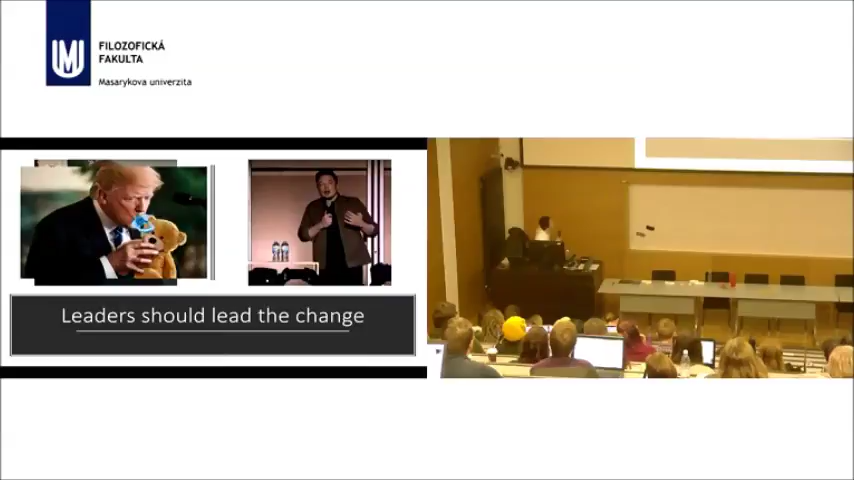 FILOZOFICKÁ
FAKULTA
Masarykova univerzita
Leaders should lead the change